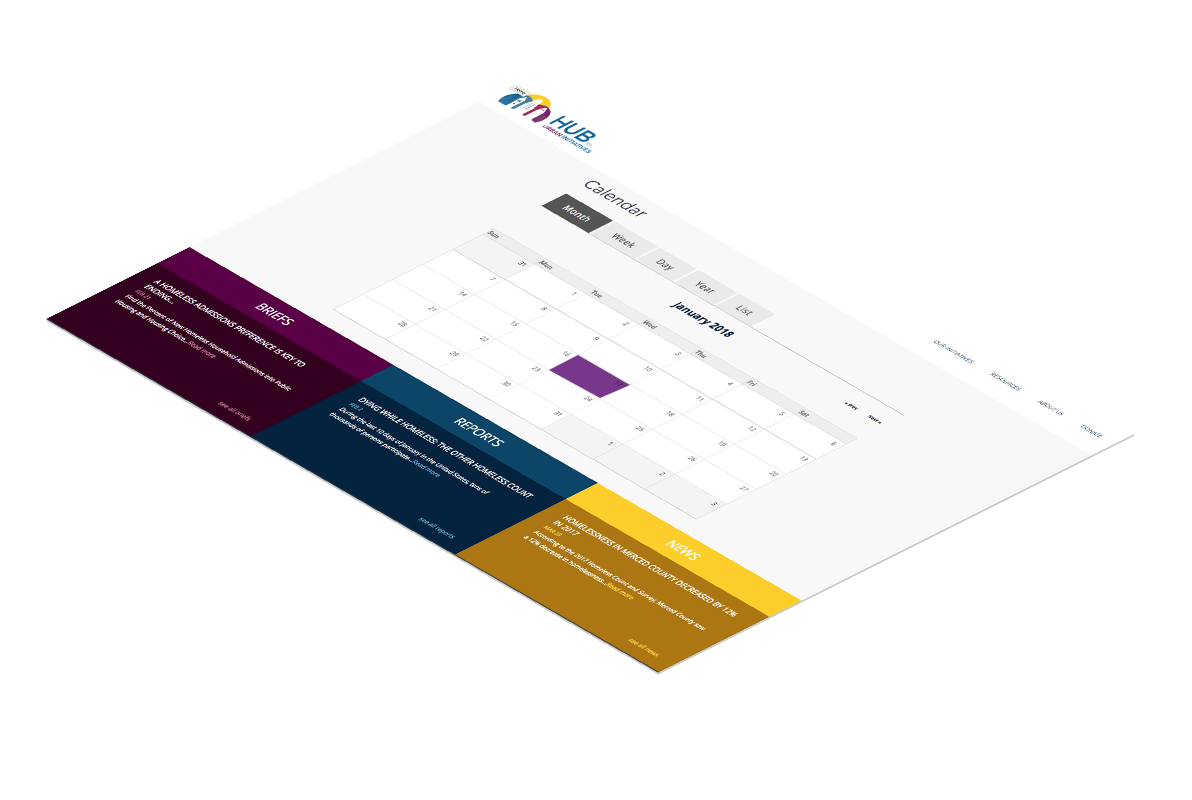 Home
HUB
URBAN INITIATIVES
OUR INITIATIVES
RESOURCES
ABOUT US
DONATE
Calendar
Month
Week
Day
Year
List
January 2018
« Prev
Next »
Sun Mon Tue Wed Thu Fri Sat
31 1 2 3 4 5 6
7 8 9 10 11 12 13
14 15 16 17 18 19 20
21 22 23 24 25 26 27
28 29 30 31 1 2 3
BRIEFS
A HOMELESS ADMISSIONS PREFERENCE IS KEY TO
ENDING...
FEB 21
Find the Percent of New Homeless Household Admissions into Public
Housing and Housing Choice...Read more
see all briefs
REPORTS
DYING WHILE HOMELESS: THE OTHER HOMELESS COUNT
FEB 2
During the last 10 days of January in the United States, tens of
thousands of persons participate...Read more
see all reports
NEWS
HOMELESSNESS IN MERCED COUNTY DECREASED BY 12%
IN 2017
MAR
According to the 2017 Homeless Count and Survey, Merced County saw
a 12% decrease in homelessness...Read more
see all news